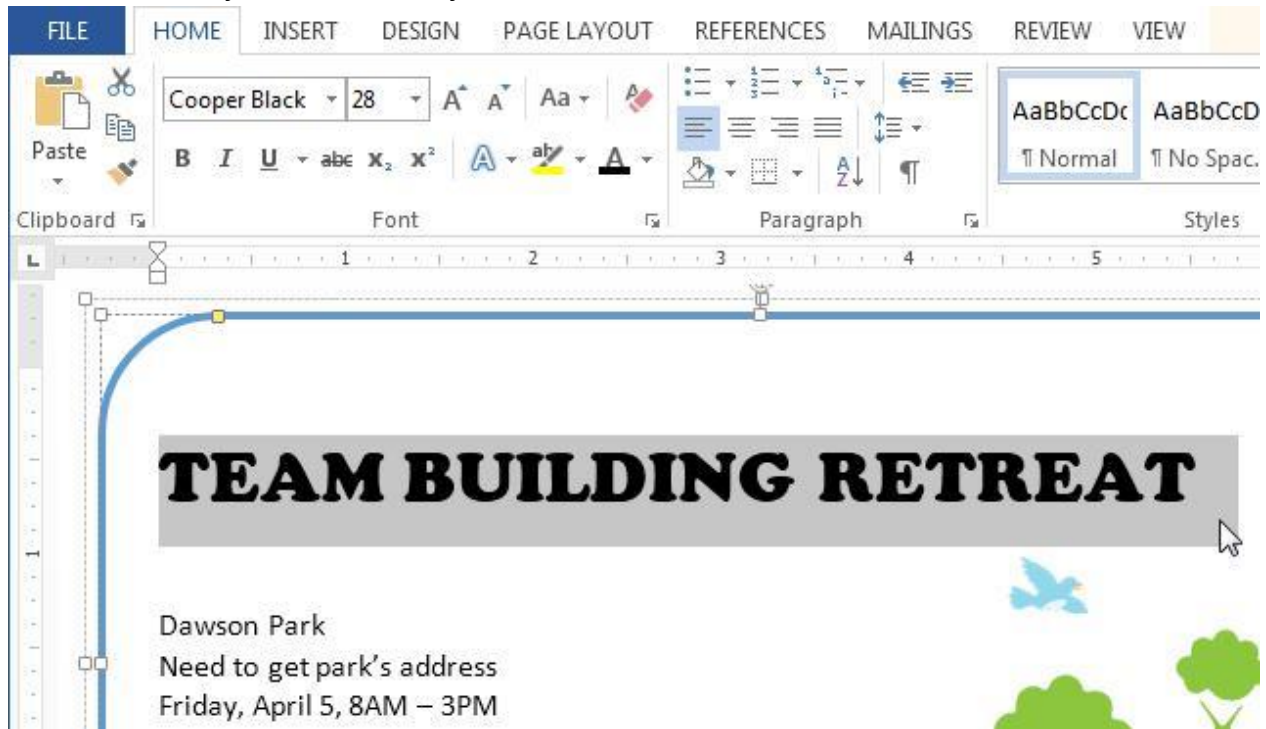 FILE HOME INSERT DESIGN PAGE LAYOUT REFERENCES MAILINGS REVIEW VIEW
Cooper Black 28 A A Aa A
AaBbCcDc AaBbCcD
Paste B I U abc X₂ X² A ab A A Z ¶ ¶ Normal ¶ No Spac.
Clipboard Font Paragraph Styles
L 1 2 3 4 5
TEAM BUILDING RETREAT
1
Dawson Park
Need to get park's address
Friday, April 5, 8AM – 3PM